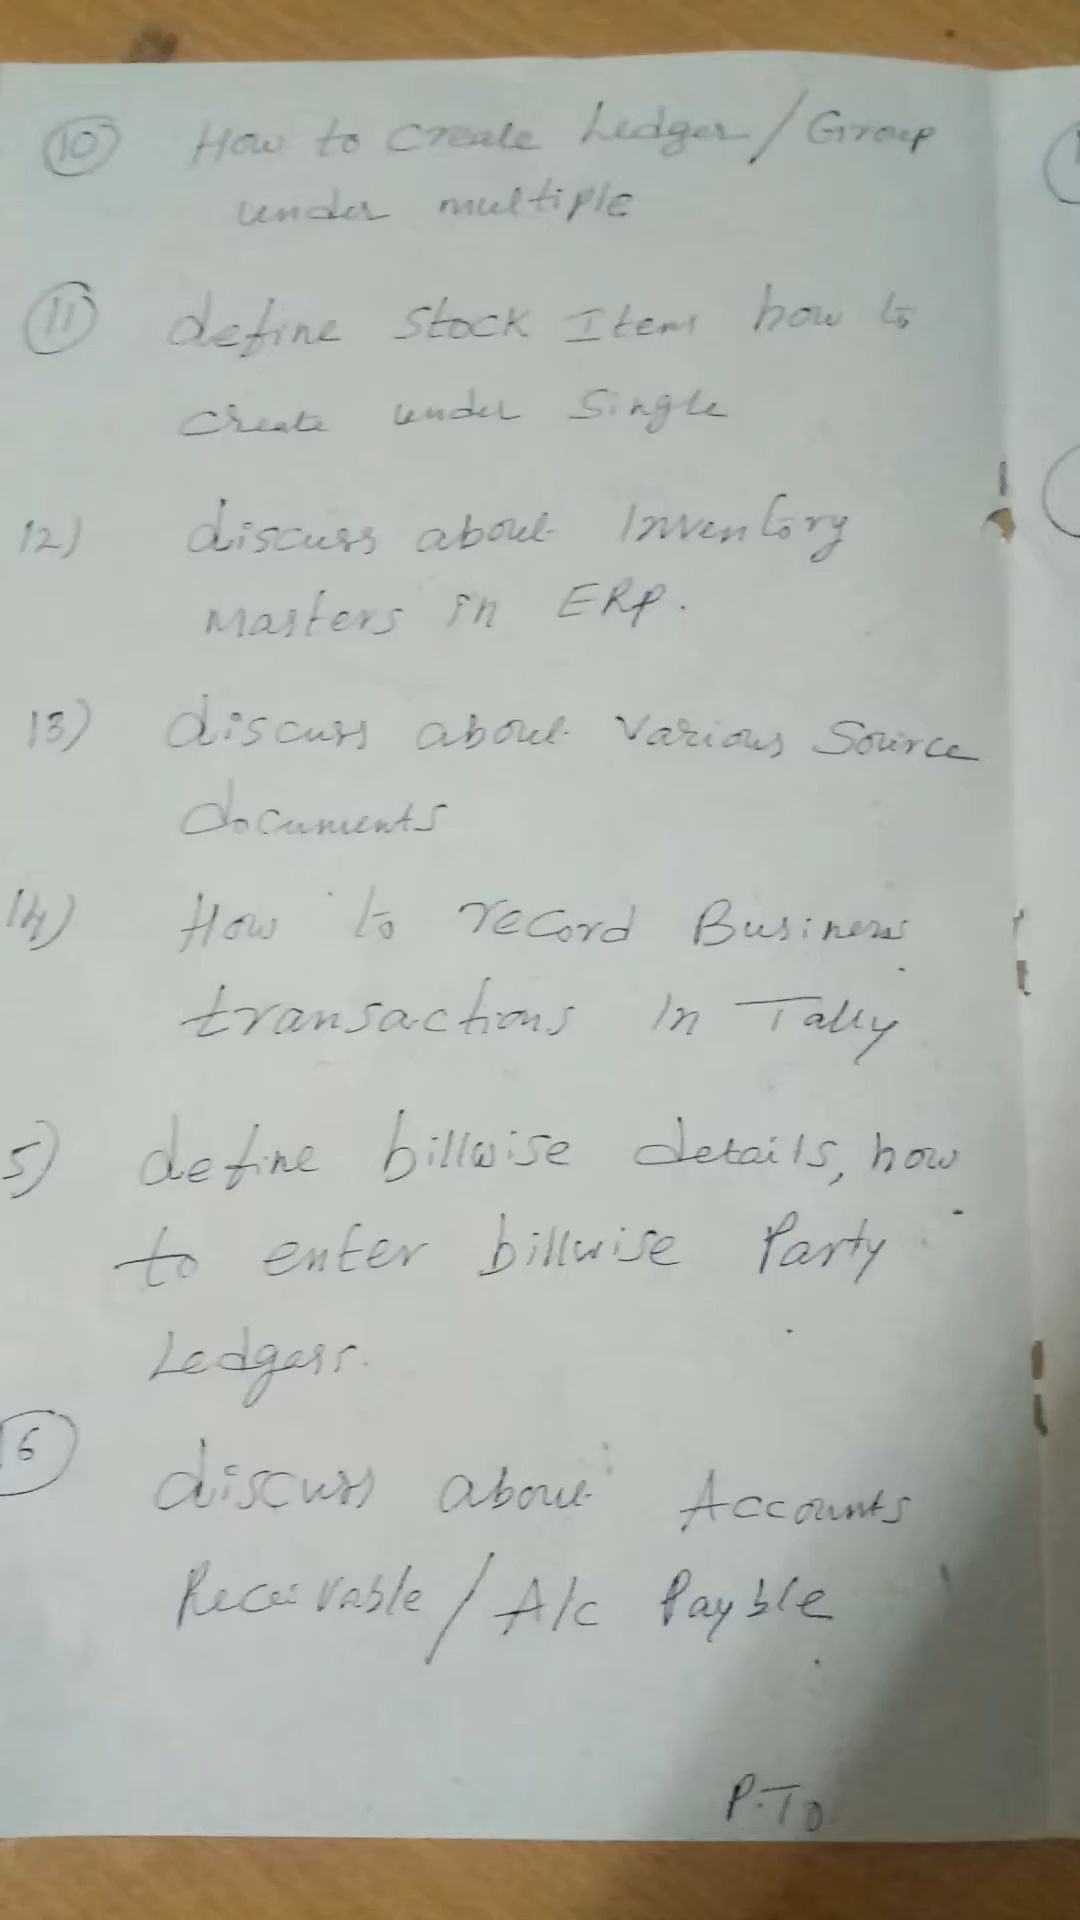 10 How to Create Ledger/Group
under multiple
11 define Stock Item how to
create under Single
12) discuss about Inventory
Masters in ERP.
13) discuss about Various Source
documents
14) How to record Business
transactions in Tally
5) define billwise details, how
to enter billwise Party
Ledgers.
6 discuss about Accounts
Receivable/A/c Payble
P.T.O